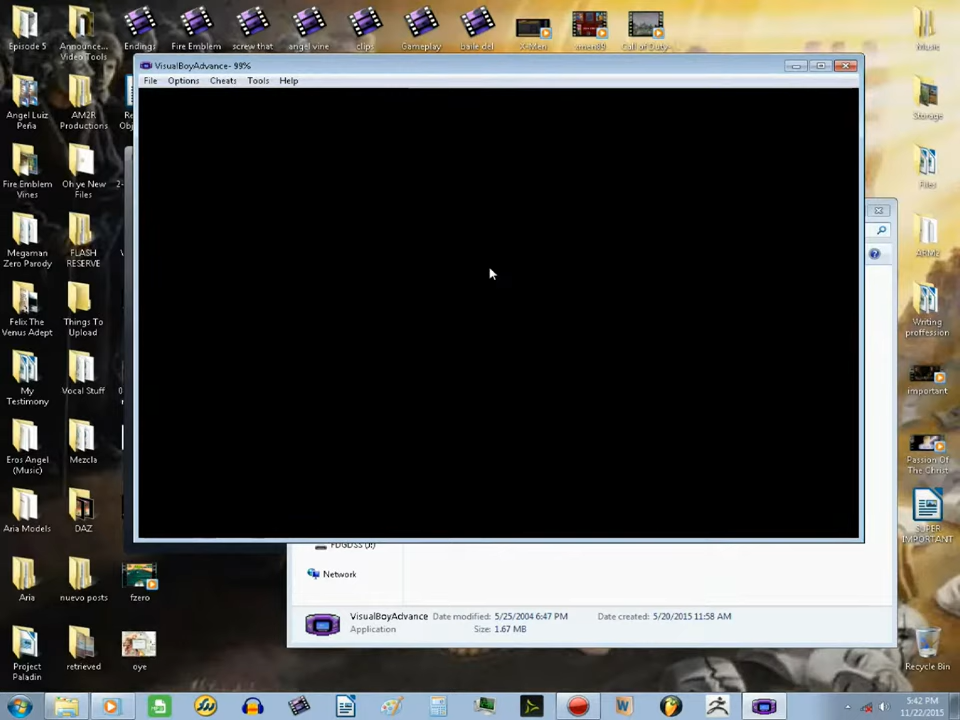 Episode 5
Announce...
Video Tools
Endings
Fire Emblem
screw that
angel vine
clips
Gameplay
baile del
X-Men
xmen89
Call of Duty-
Music
VisualBoyAdvance- 99%
File Options Cheats Tools Help
Angel Luiz
Peña
AM2R
Productions
Storage
Fire Emblem
Vines
Oh ye New
Files
Files
Megaman
Zero Parody
FLASH
RESERVE
ARM2
Felix The
Venus Adept
Things To
Upload
Writing
proffession
My
Testimony
Vocal Stuff
important
Eros Angel
(Music)
Mezcla
Passion Of
The Christ
Aria Models
DAZ
SUPER
IMPORTANT
Network
Aria
nuevo posts
fzero
VisualBoyAdvance Date modified: 5/25/2004 6:47 PM Date created: 5/20/2015 11:58 AM
Application Size: 1.67 MB
Project
Paladin
retrieved
oye
Recycle Bin
5:42 PM
11/22/2015